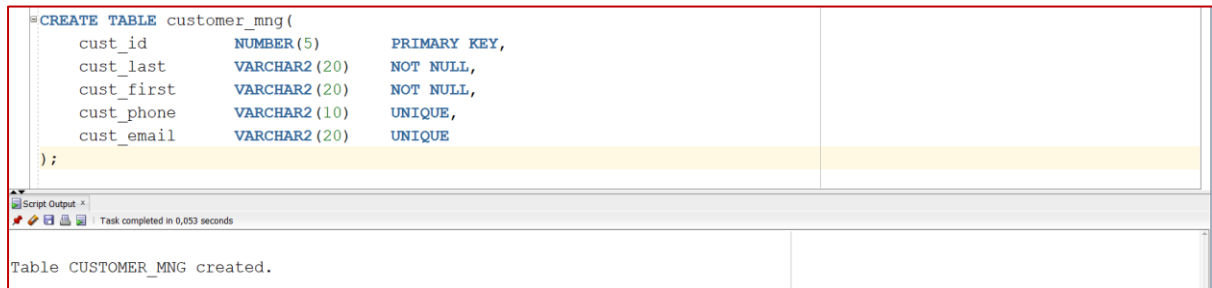 CREATE TABLE customer_mng(
cust_id NUMBER(5) PRIMARY KEY,
cust_last VARCHAR2(20) NOT NULL,
cust_first VARCHAR2(20) NOT NULL,
cust_phone VARCHAR2(10) UNIQUE,
cust_email VARCHAR2(20) UNIQUE
);
Script Output ×
Task completed in 0,053 seconds
Table CUSTOMER_MNG created.